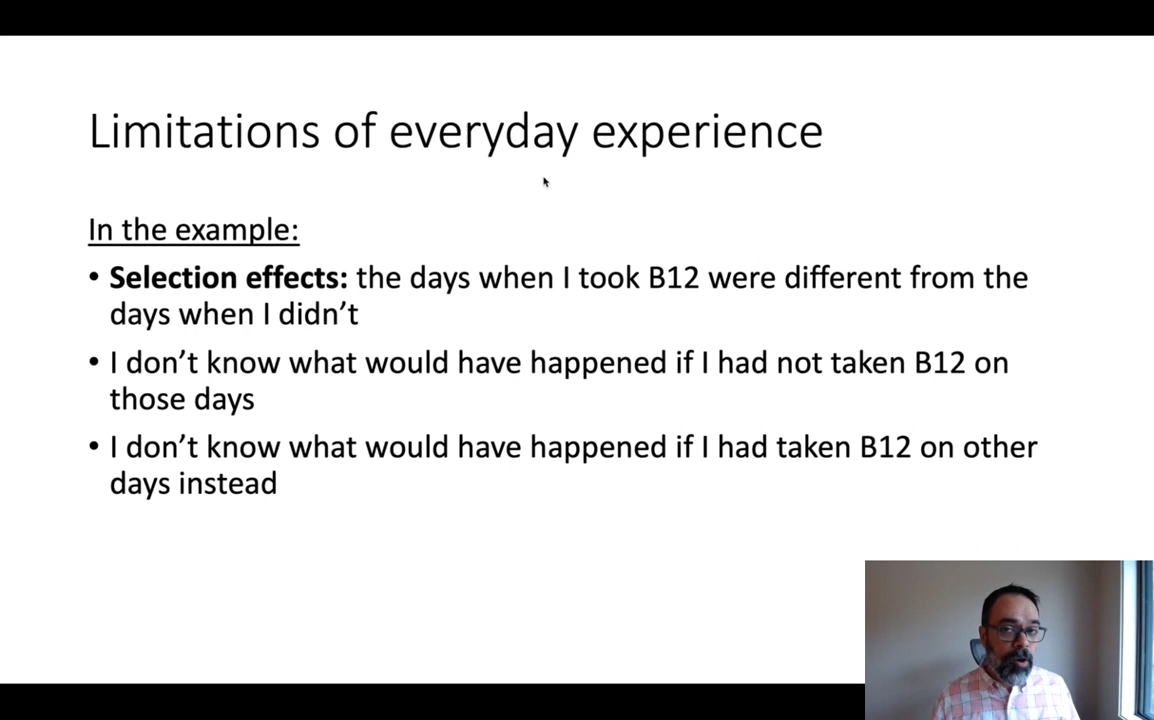 Limitations of everyday experience
In the example:
• Selection effects: the days when I took B12 were different from the
days when I didn’t
• I don’t know what would have happened if I had not taken B12 on
those days
• I don’t know what would have happened if I had taken B12 on other
days instead